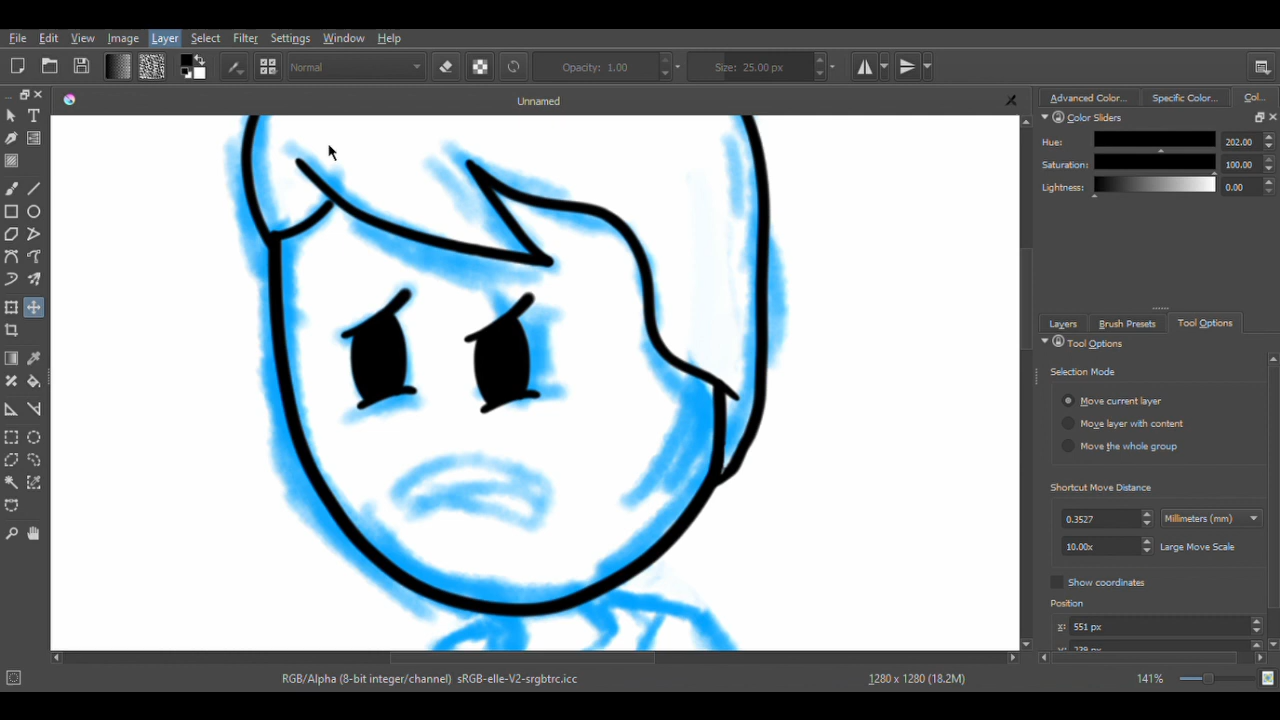 File Edit View Image Layer Select Filter Settings Window Help
Normal Opacity: 1.00 Size: 25.00 px
Unnamed
Advanced Color... Specific Color... Col...
Color Sliders
Hue: 202.00
Saturation: 100.00
Lightness: 0.00
Layers Brush Presets Tool Options
Tool Options
Selection Mode
Move current layer
Move layer with content
Move the whole group
Shortcut Move Distance
0.3527 Millimeters (mm)
10.00x Large Move Scale
Show coordinates
Position
x: 551 px
239 px
RGB/Alpha (8-bit integer/channel) sRGB-elle-V2-srgbtrc.icc 1280 x 1280 (18.2M) 141%